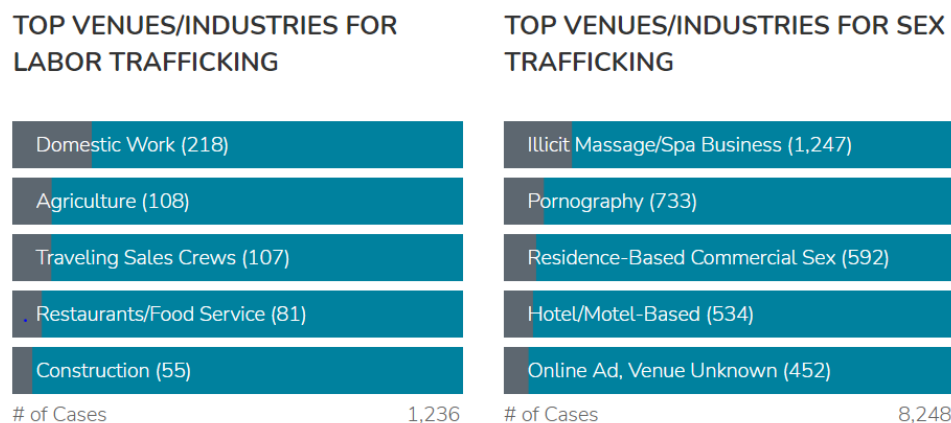 TOP VENUES/INDUSTRIES FOR
LABOR TRAFFICKING
Domestic Work (218)
Agriculture (108)
Traveling Sales Crews (107)
Restaurants/Food Service (81)
Construction (55)
# of Cases 1,236
TOP VENUES/INDUSTRIES FOR SEX
TRAFFICKING
Illicit Massage/Spa Business (1,247)
Pornography (733)
Residence-Based Commercial Sex (592)
Hotel/Motel-Based (534)
Online Ad, Venue Unknown (452)
# of Cases 8,248